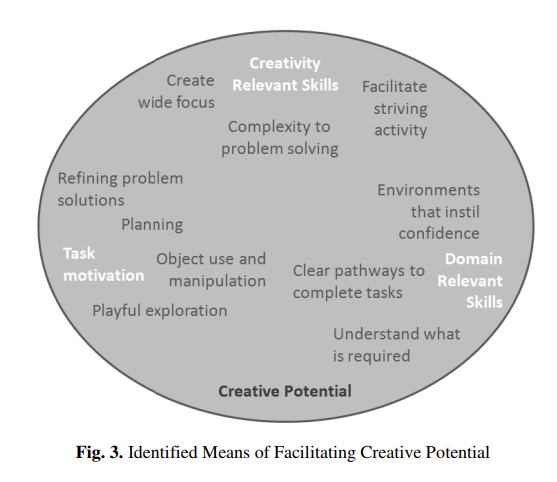 Creativity
Relevant Skills
Create
wide focus
Facilitate
striving
activity
Complexity to
problem solving
Refining problem
solutions
Planning
Environments
that instil
confidence
Task
motivation
Object use and
manipulation
Clear pathways to
complete tasks
Domain
Relevant
Skills
Playful exploration
Understand what
is required
Creative Potential
Fig. 3. Identified Means of Facilitating Creative Potential